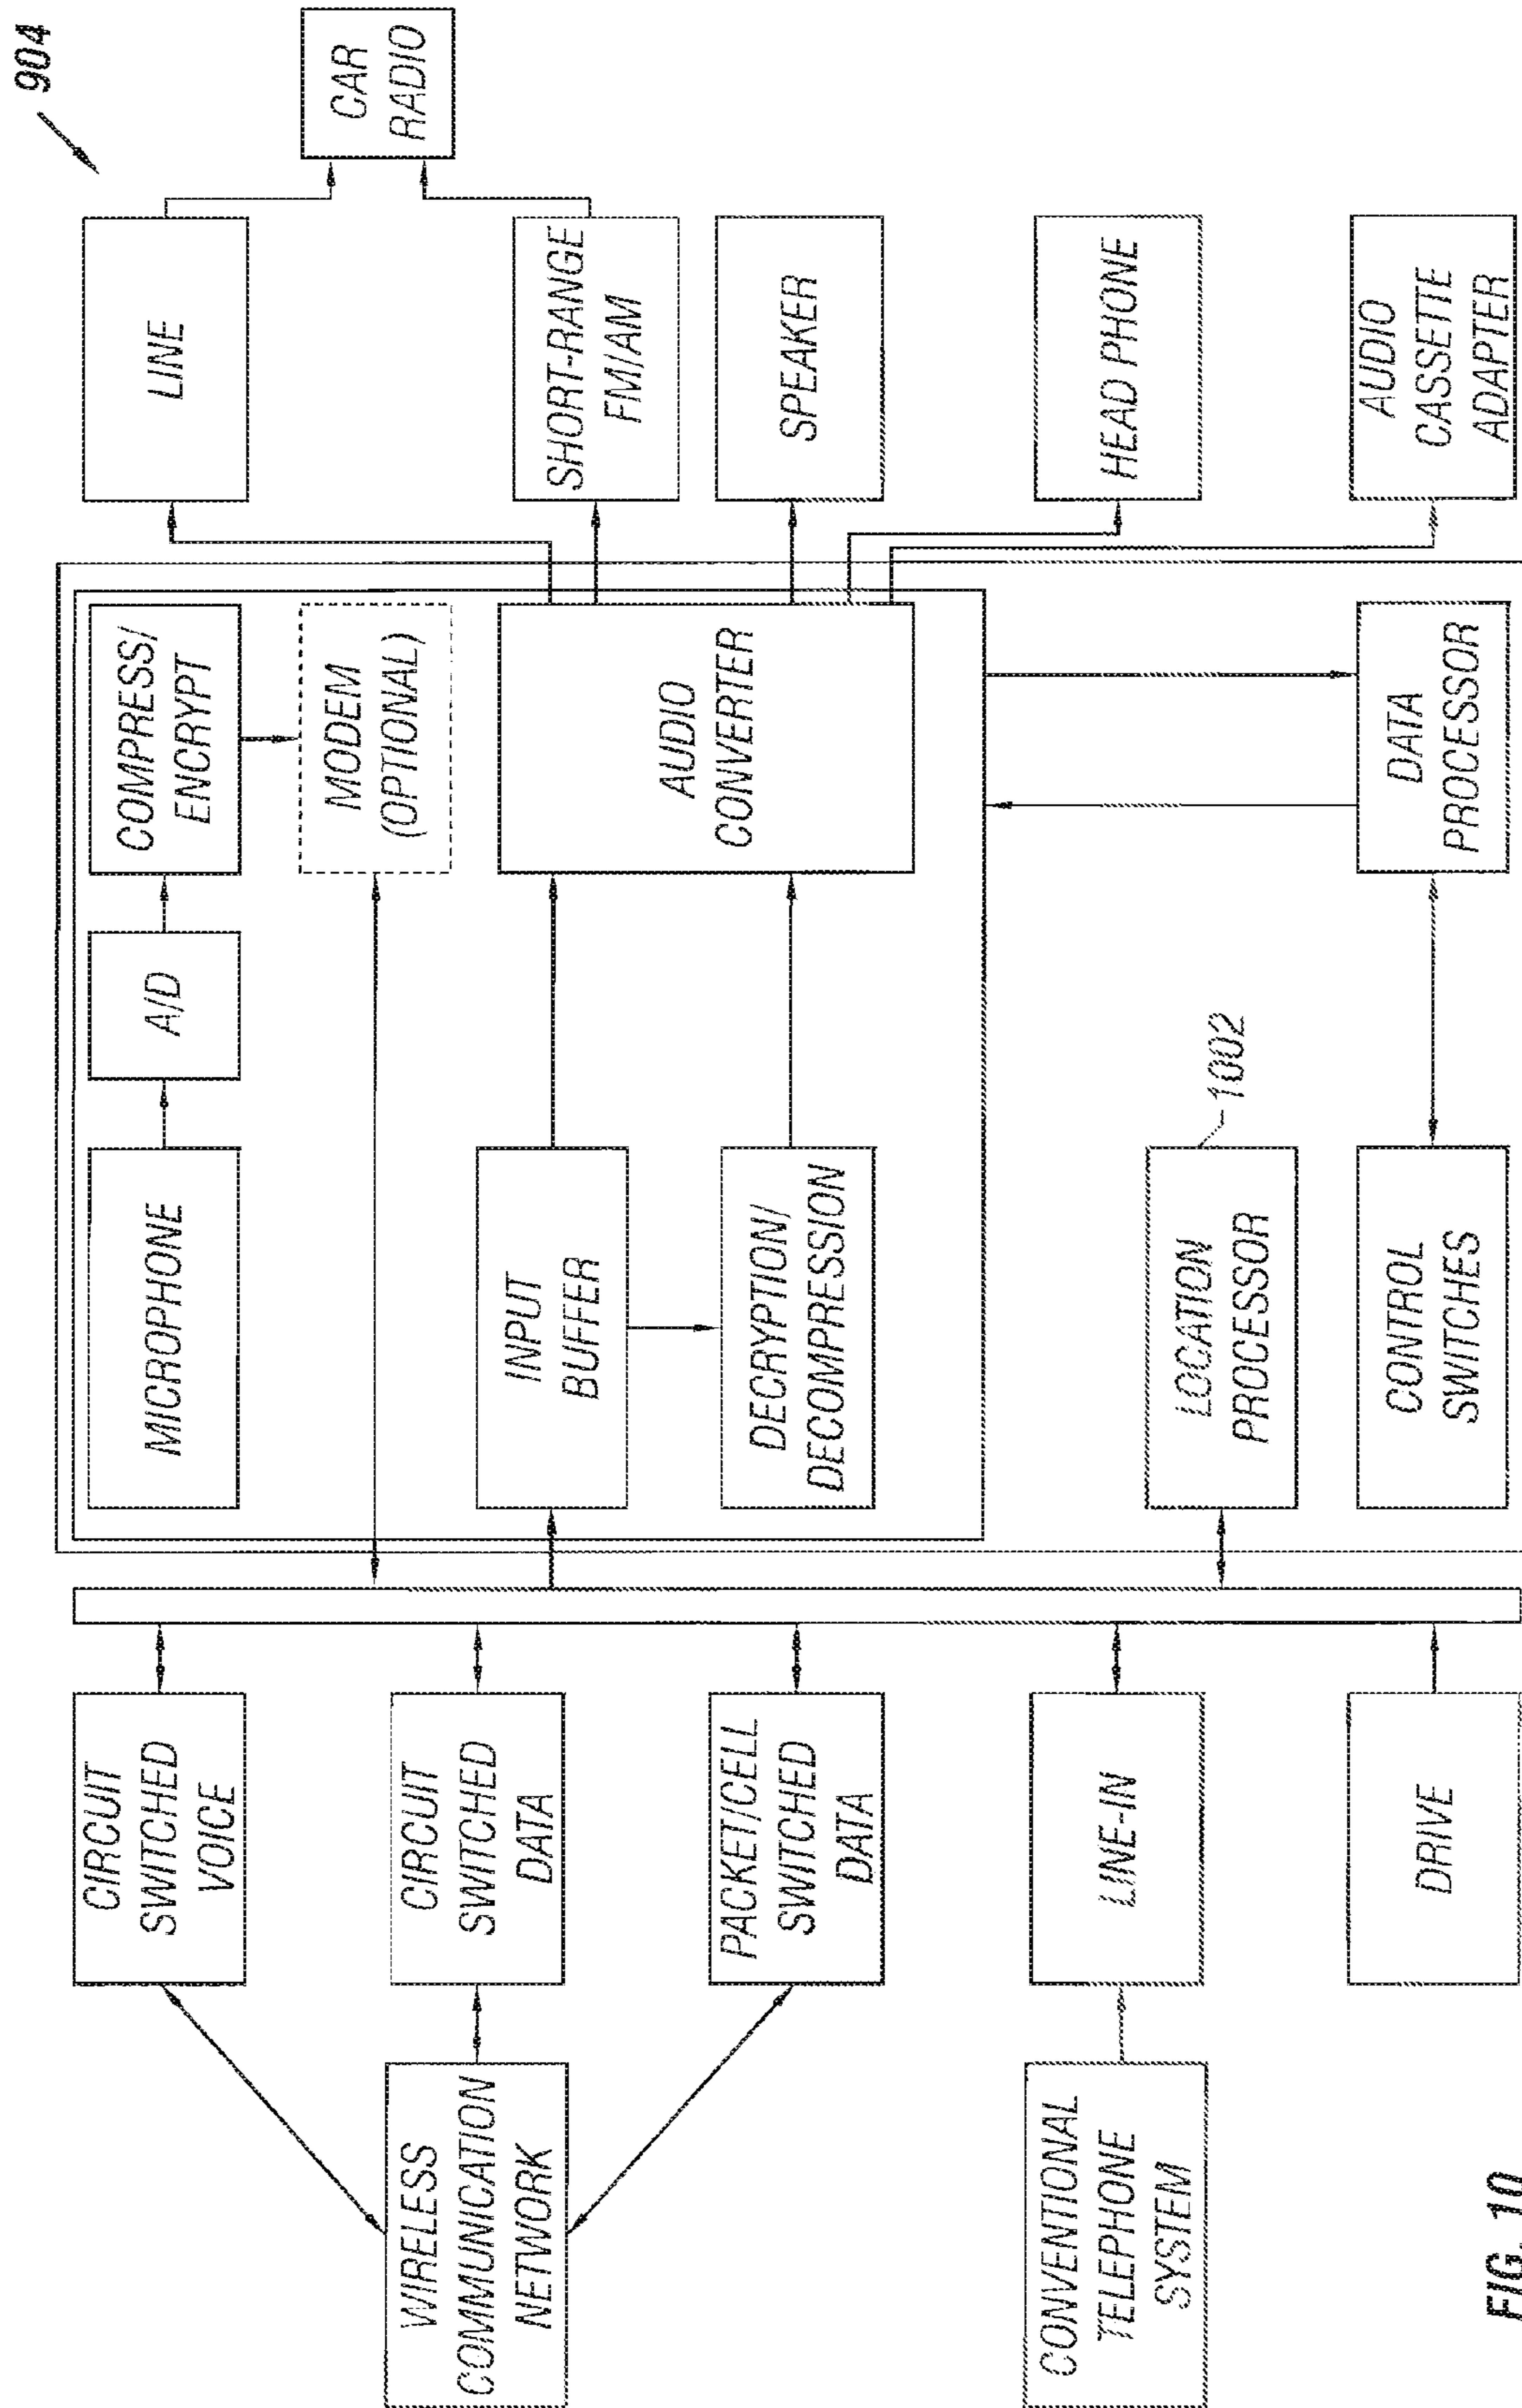 904
CIRCUIT
SWITCHED
VOICE
MICROPHONE
A/D
COMPRESS/
ENCRYPT
LINE
CAR
RADIO
WIRELESS
COMMUNICATION
NETWORK
CIRCUIT
SWITCHED
DATA
MODEM
(OPTIONAL)
INPUT
BUFFER
AUDIO
CONVERTER
SHORT-RANGE
FM/AM
PACKET/CELL
SWITCHED
DATA
DECRYPTION/
DECOMPRESSION
SPEAKER
CONVENTIONAL
TELEPHONE
SYSTEM
LINE-IN
LOCATION
PROCESSOR
1002
HEAD PHONE
DRIVE
CONTROL
SWITCHES
DATA
PROCESSOR
AUDIO
CASSETTE
ADAPTER
FIG. 10